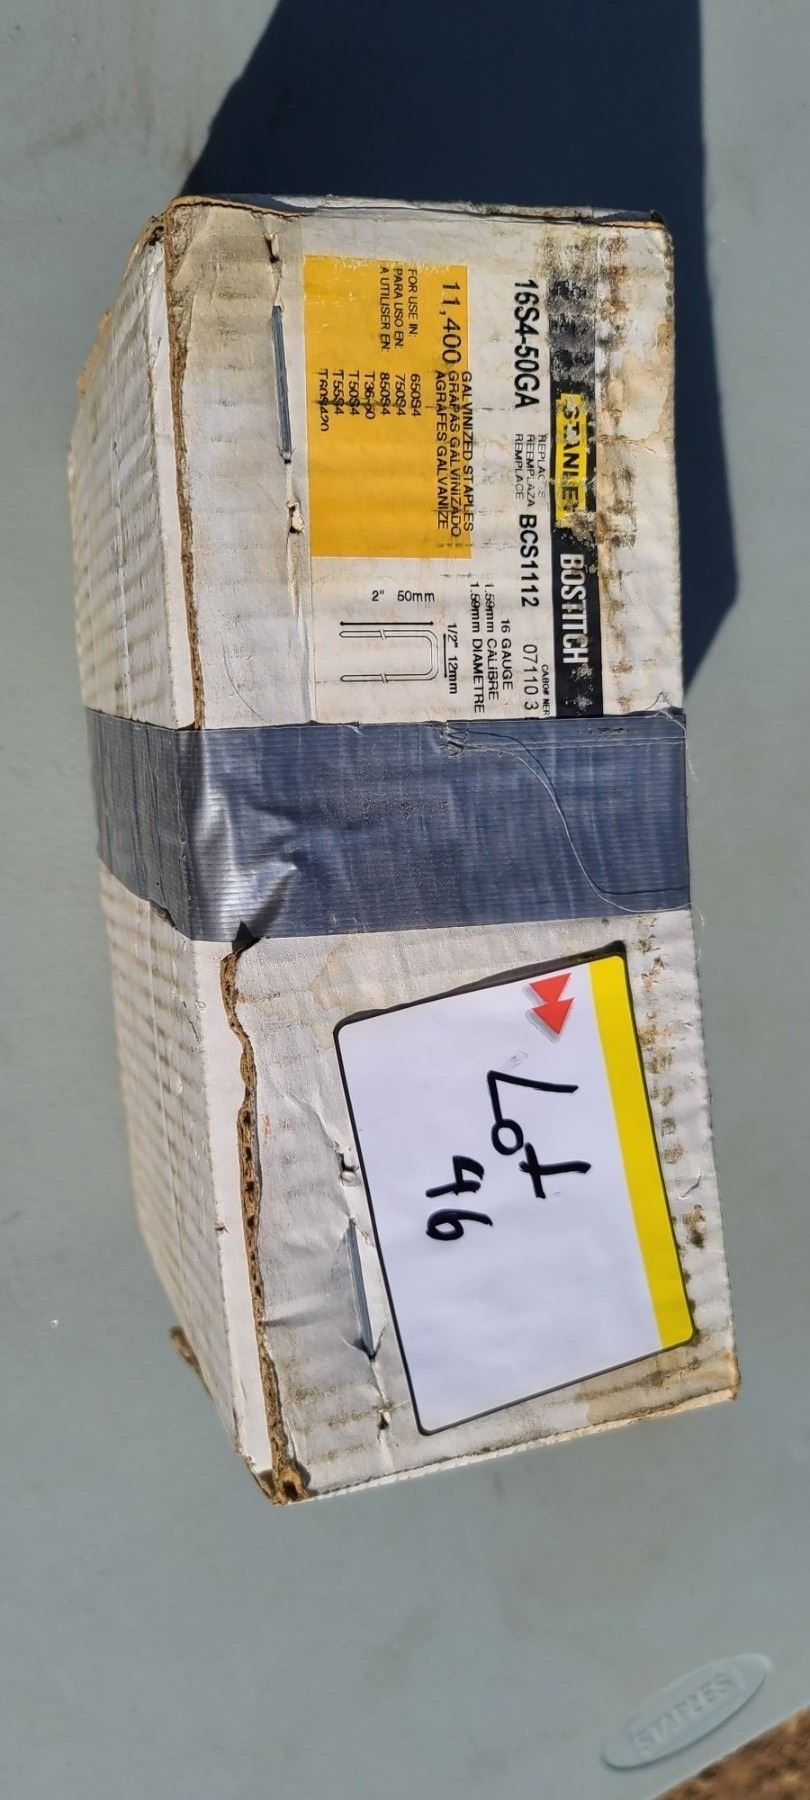 STANLEY BOSTITCH
16S4-50GA
REPLACES
REEMPLAZA
REMPLACE
BCS1112
07110 3
11,400
GALVINIZED STAPLES
GRAPAS GALVINIZADO
AGRAFES GALVANIZE
16 GAUGE
1.59mm CALIBRE
1.59mm DIAMETRE
FOR USE IN:
PARA USO EN:
A UTILISER EN:
650S4
750S4
850S4
T36-50
T50S4
T55S4
1/2" 12mm
2" 50mm
Lot
46
STAPLES